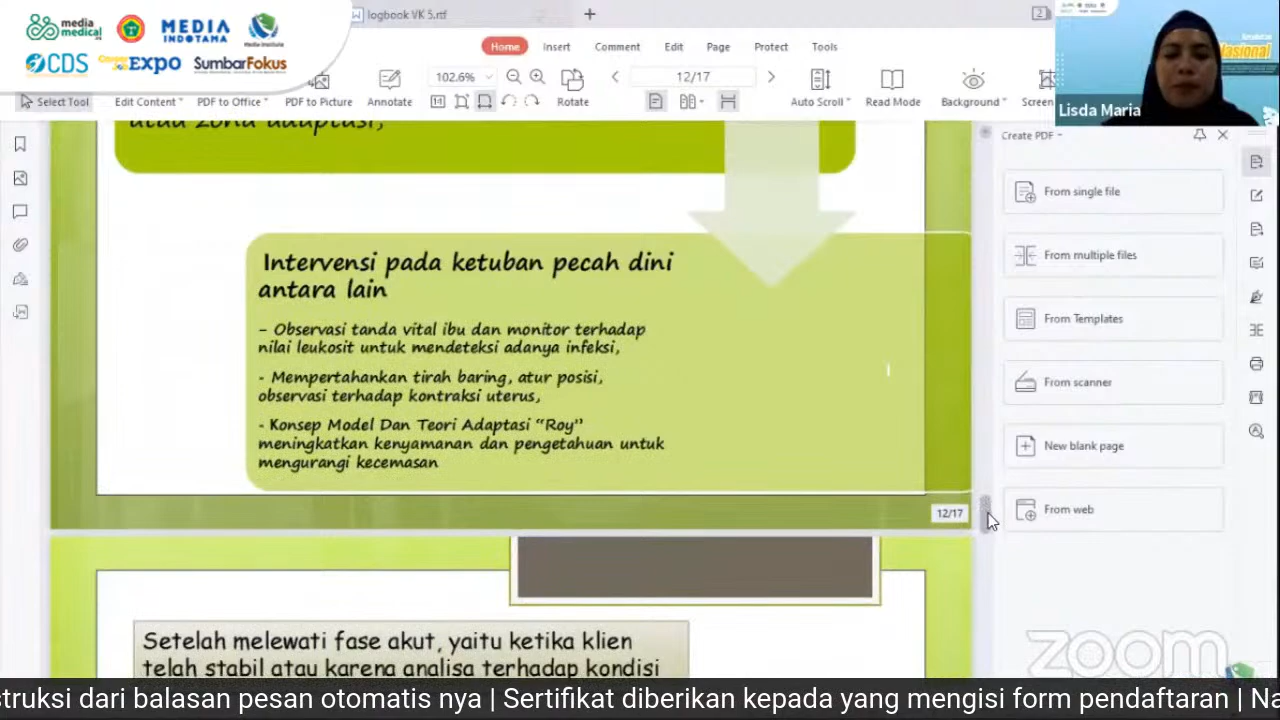 media
medical
MEDIA
INDOTAMA
Media Institute
CDS
Expo
SumbarFokus
logbook VK 5.rtf
2
Home
Insert
Comment
Edit
Page
Protect
Tools
102.6%
12/17
Select Tool
Edit Content
PDF to Office
PDF to Picture
Annotate
Rotate
Auto Scroll
Read Mode
Background
Screen
asional
Lisda Maria
Create PDF
From single file
From multiple files
From Templates
From scanner
New blank page
From web
atau zona adaptasi,
Intervensi pada ketuban pecah dini
antara lain
- Observasi tanda vital ibu dan monitor terhadap
nilai leukosit untuk mendeteksi adanya infeksi,
- Mempertahankan tirah baring, atur posisi,
observasi terhadap kontraksi uterus,
- Konsep Model Dan Teori Adaptasi “Roy”
meningkatkan kenyamanan dan pengetahuan untuk
mengurangi kecemasan
12/17
Setelah melewati fase akut, yaitu ketika klien
telah stabil atau karena analisa terhadap kondisi
zoom
struksi dari balasan pesan otomatis nya | Sertifikat diberikan kepada yang mengisi form pendaftaran | Na